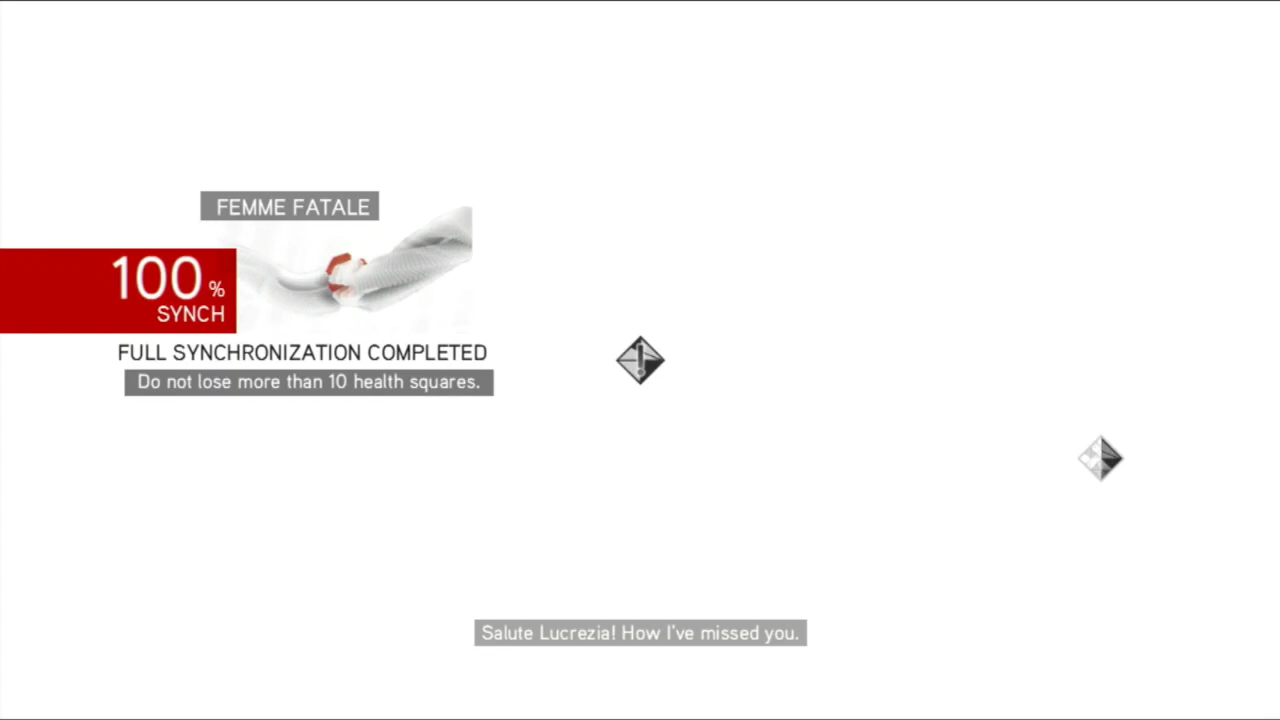 FEMME FATALE
100 %
SYNCH
FULL SYNCHRONIZATION COMPLETED
Do not lose more than 10 health squares.
Salute Lucrezia! How I've missed you.